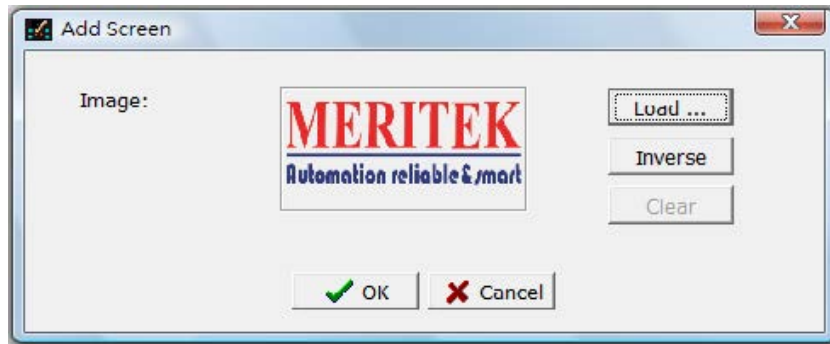 Add Screen
Image:
MERITEK
Automation reliable & smart
Load ...
Inverse
Clear
OK
Cancel